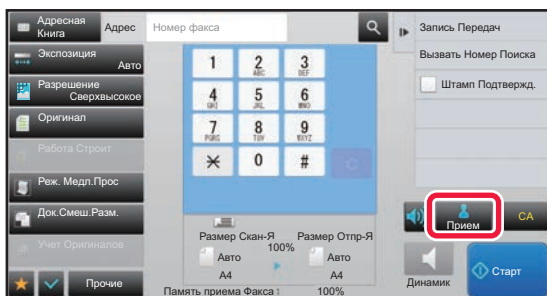 Адресная
Книга
Адрес
Номер факса
Экспозиция
Авто
Разрешение
Сверхвысокое
Оригинал
Работа Строит
Реж. Медл.Прос
Док.Смеш.Разм.
Учет Оригиналов
Прочие
1
2
ABC
3
DEF
4
GHI
5
JKL
6
MNO
7
PQRS
8
TUV
9
WXYZ
0
#
C
Размер Скан-Я
Размер Отпр-Я
100%
Авто
Авто
A4
A4
Память приема Факса :
100%
Запись Передач
Вызвать Номер Поиска
Штамп Подтвержд.
Прием
CA
Динамик
Старт